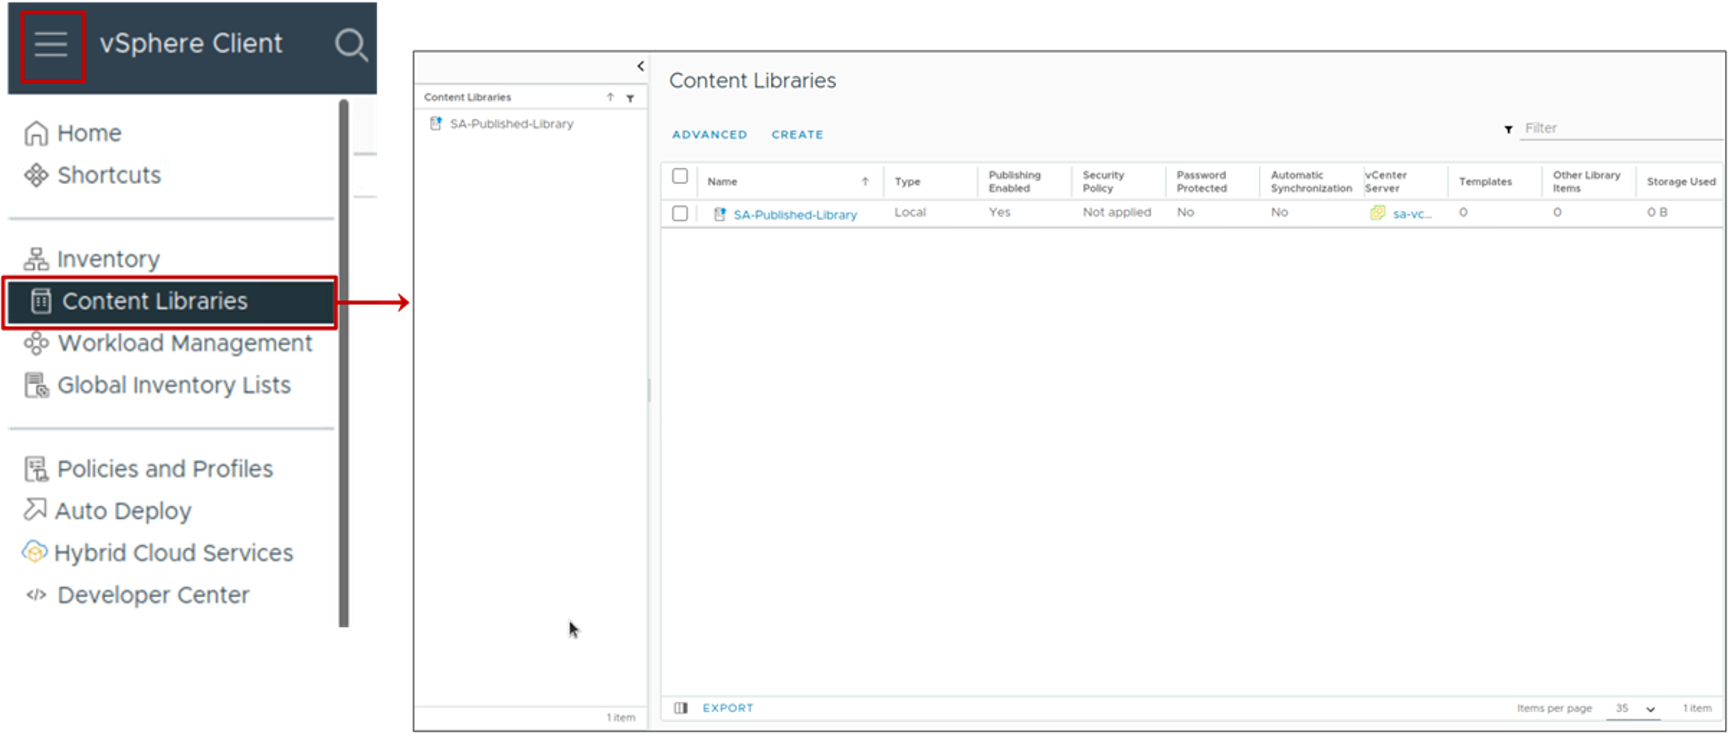 vSphere Client
Home
Shortcuts
Inventory
Content Libraries
Workload Management
Global Inventory Lists
Policies and Profiles
Auto Deploy
Hybrid Cloud Services
Developer Center
Content Libraries
SA-Published-Library
1 item
Content Libraries
ADVANCED CREATE
Filter
Name Type Publishing Enabled Security Policy Password Protected Automatic Synchronization vCenter Server Templates Other Library Items Storage Used
SA-Published-Library Local Yes Not applied No No sa-vc... 0 0 0 B
EXPORT
Items per page 35 1 item